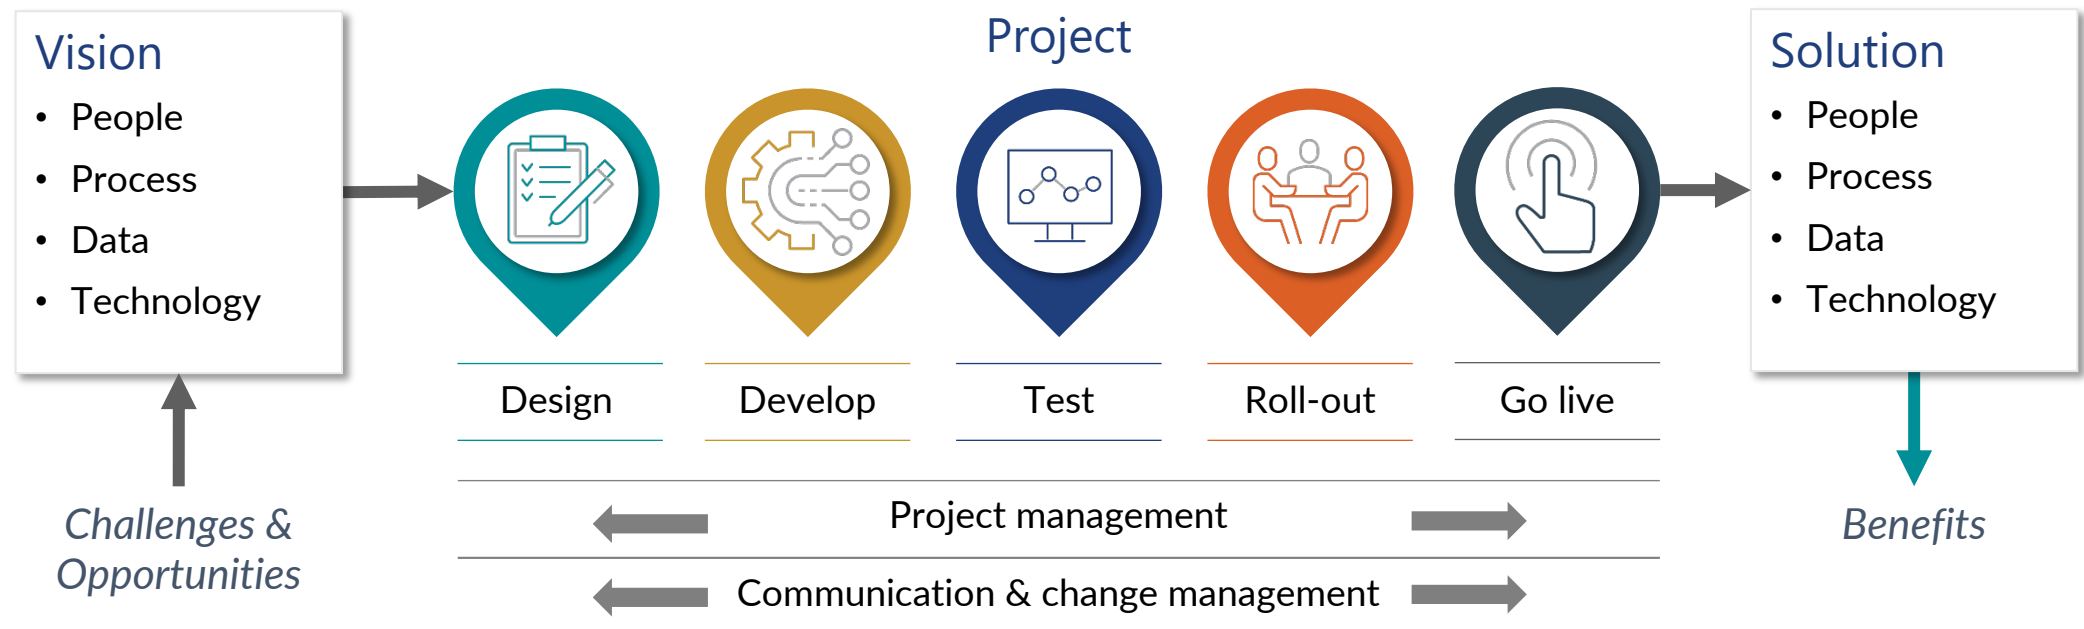 Vision
• People
• Process
• Data
• Technology
Challenges &
Opportunities
Project
Design
Develop
Test
Roll-out
Go live
Project management
Communication & change management
Solution
• People
• Process
• Data
• Technology
Benefits